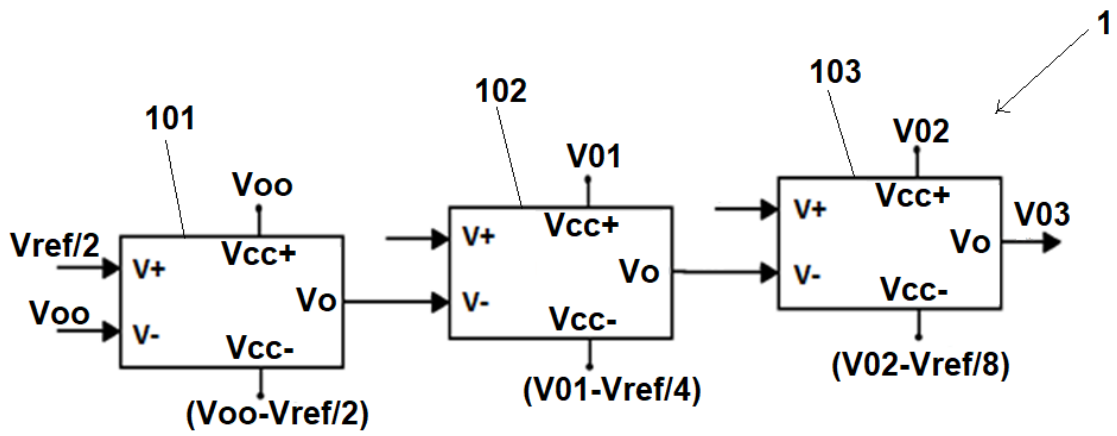 1
103
102
101
V02
V01
Voo
Vcc+
V+
Vo
V03
V-
Vcc-
(V02-Vref/8)
Vcc+
V+
Vo
V-
Vcc-
(V01-Vref/4)
Vref/2
Vcc+
V+
Voo
Vo
V-
Vcc-
(Voo-Vref/2)